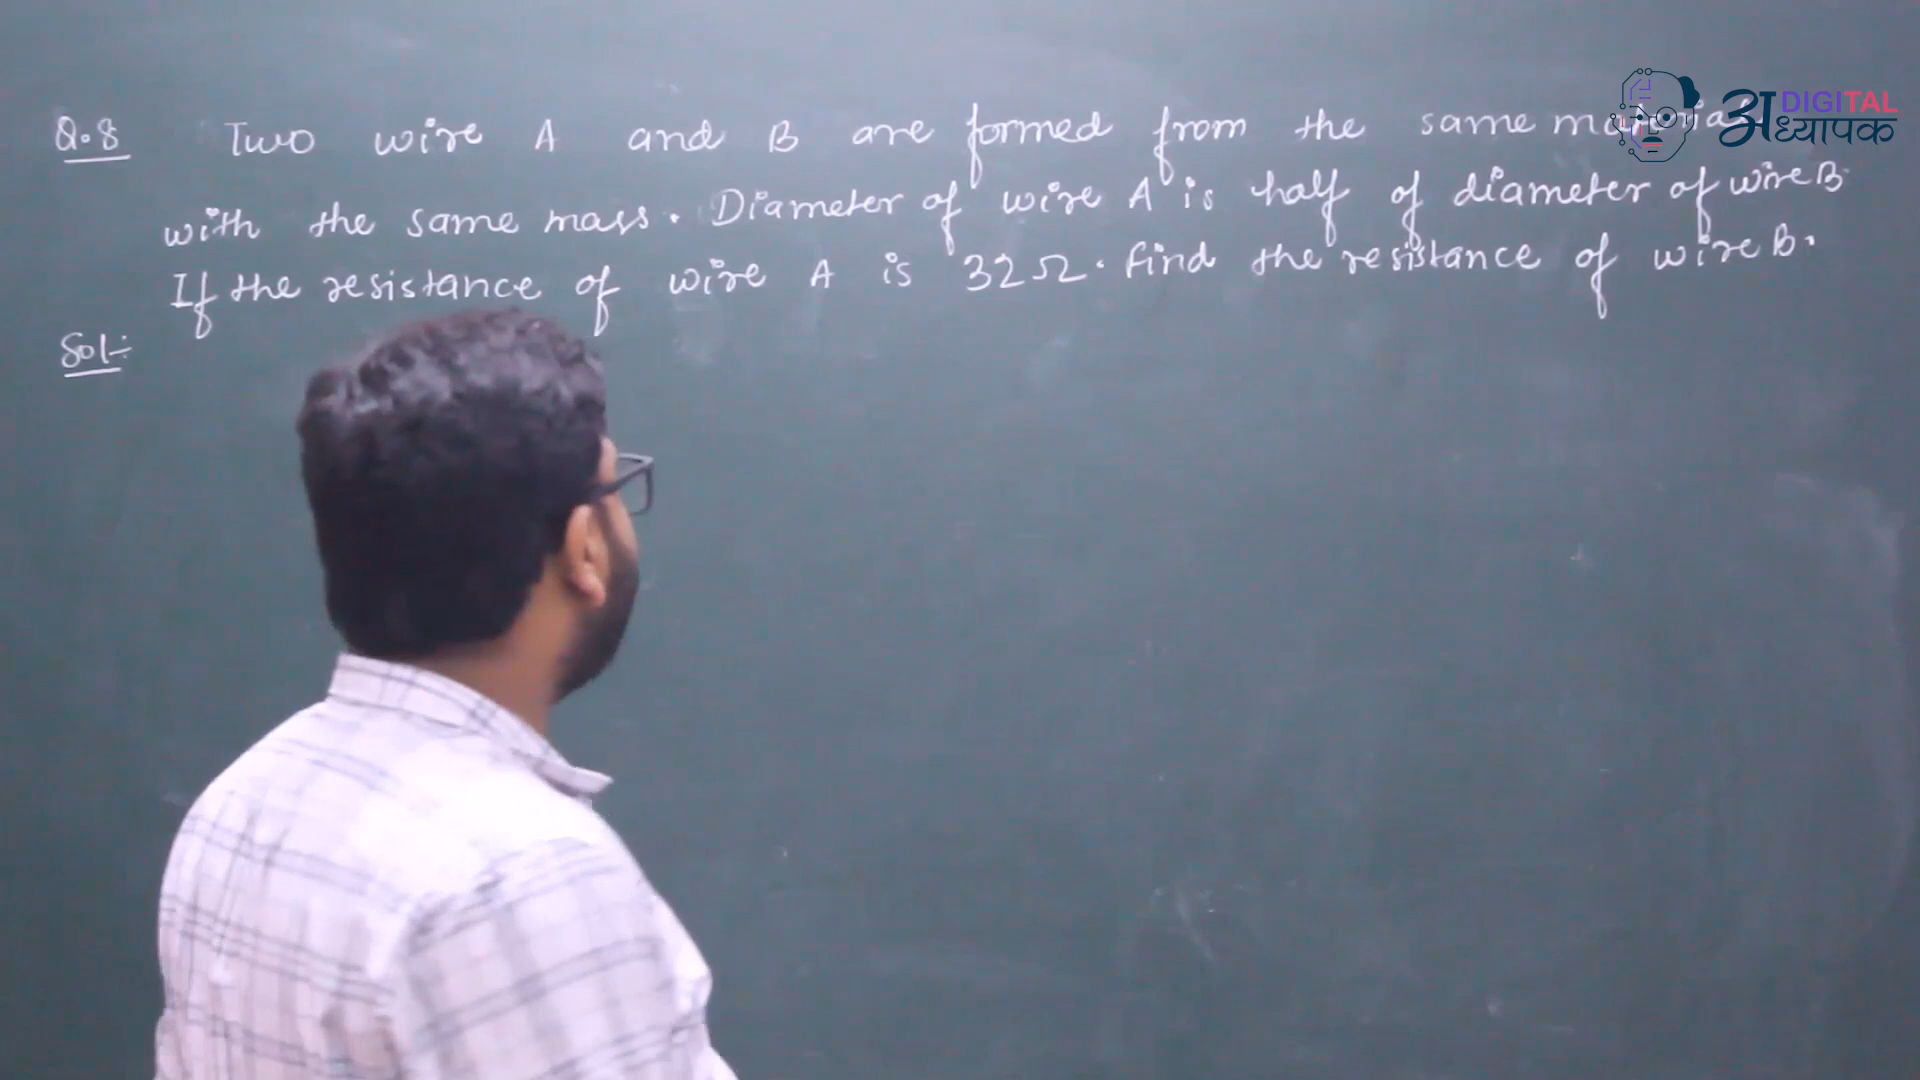 Q.8 Two wire A and B are formed from the same material
with the same mass. Diameter of wire A is half of diameter of wire B.
If the resistance of wire A is 32Ω. find the resistance of wire B.
Sol:-
DIGITAL
अध्यापक